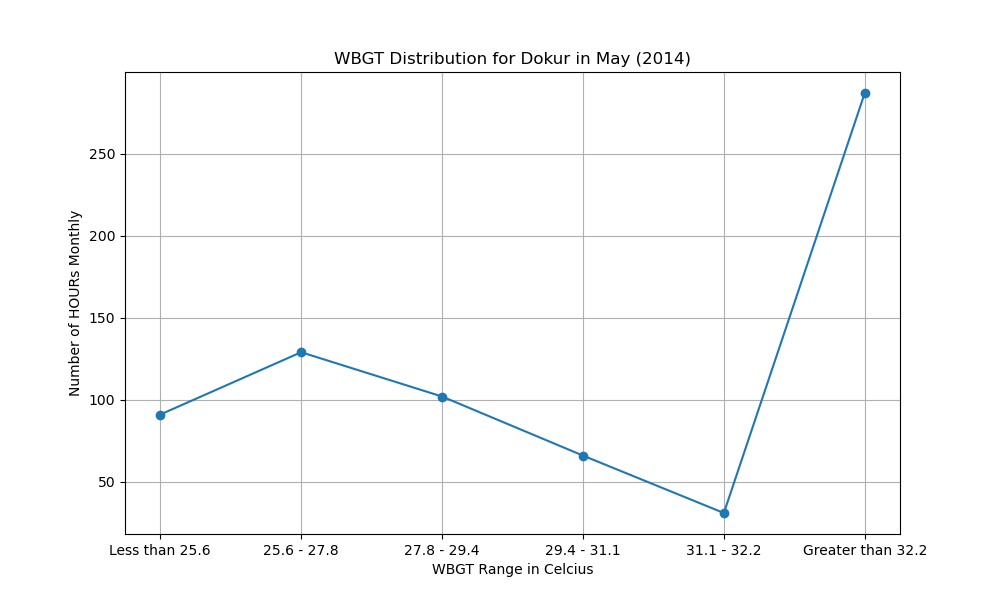 WBGT Distribution for Dokur in May (2014)
Number of HOURs Monthly
250
200
150
100
50
Less than 25.6
25.6 - 27.8
27.8 - 29.4
29.4 - 31.1
31.1 - 32.2
Greater than 32.2
WBGT Range in Celcius